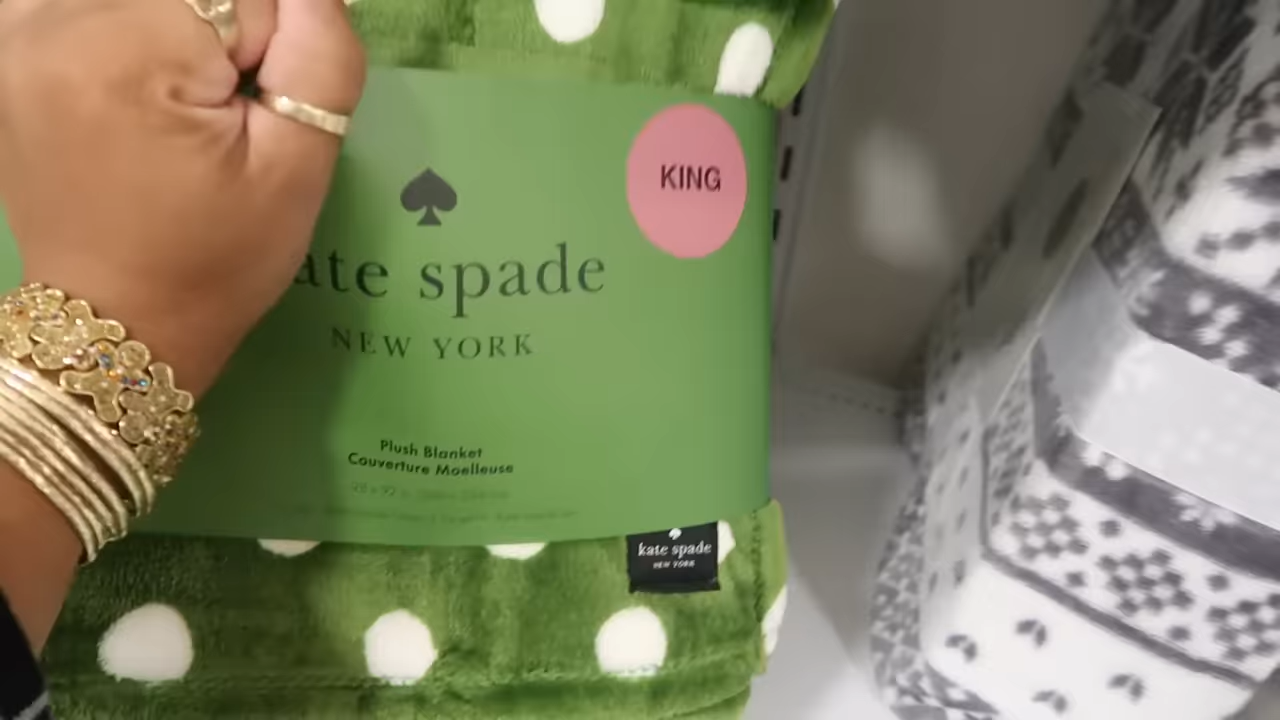 KING
ate spade
NEW YORK
Plush Blanket
Couverture Moelleuse
kate spade
NEW YORK